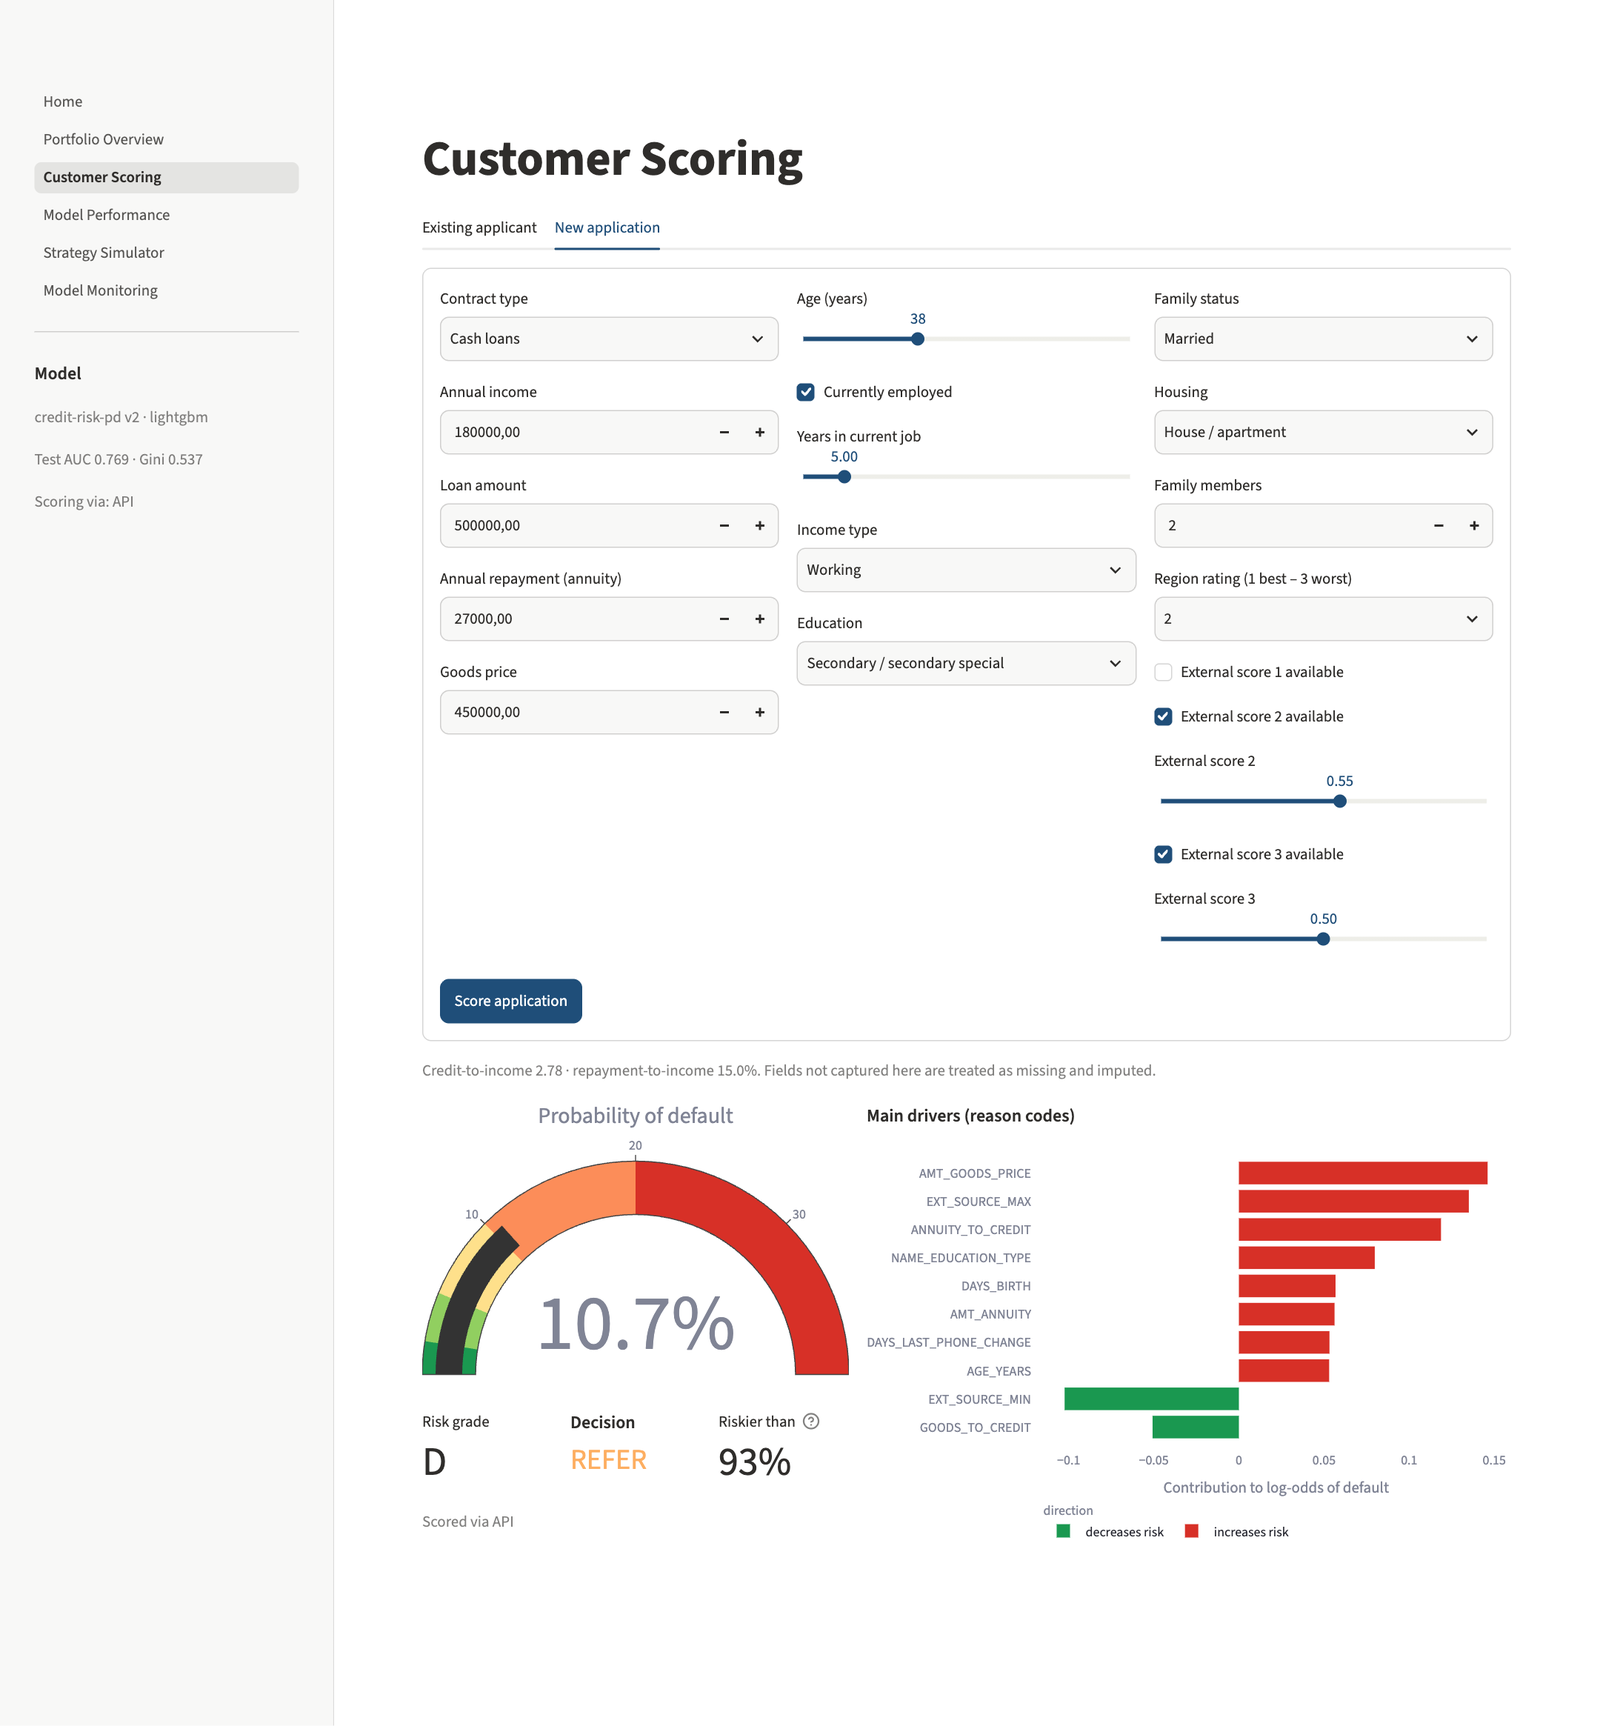 Home
Portfolio Overview
Customer Scoring
Model Performance
Strategy Simulator
Model Monitoring
Model
credit-risk-pd v2 · lightgbm
Test AUC 0.769 · Gini 0.537
Scoring via: API
Customer Scoring
Existing applicant
New application
Contract type
Cash loans
Annual income
180000,00
Loan amount
500000,00
Annual repayment (annuity)
27000,00
Goods price
450000,00
Age (years)
38
Currently employed
Years in current job
5.00
Income type
Working
Education
Secondary / secondary special
Family status
Married
Housing
House / apartment
Family members
2
Region rating (1 best – 3 worst)
2
External score 1 available
External score 2 available
External score 2
0.55
External score 3 available
External score 3
0.50
Score application
Credit-to-income 2.78 · repayment-to-income 15.0%. Fields not captured here are treated as missing and imputed.
Probability of default
10
20
30
10.7%
Risk grade
D
Decision
REFER
Riskier than
93%
Scored via API
Main drivers (reason codes)
AMT_GOODS_PRICE
EXT_SOURCE_MAX
ANNUITY_TO_CREDIT
NAME_EDUCATION_TYPE
DAYS_BIRTH
AMT_ANNUITY
DAYS_LAST_PHONE_CHANGE
AGE_YEARS
EXT_SOURCE_MIN
GOODS_TO_CREDIT
−0.1 −0.05 0 0.05 0.1 0.15
Contribution to log-odds of default
direction
decreases risk
increases risk